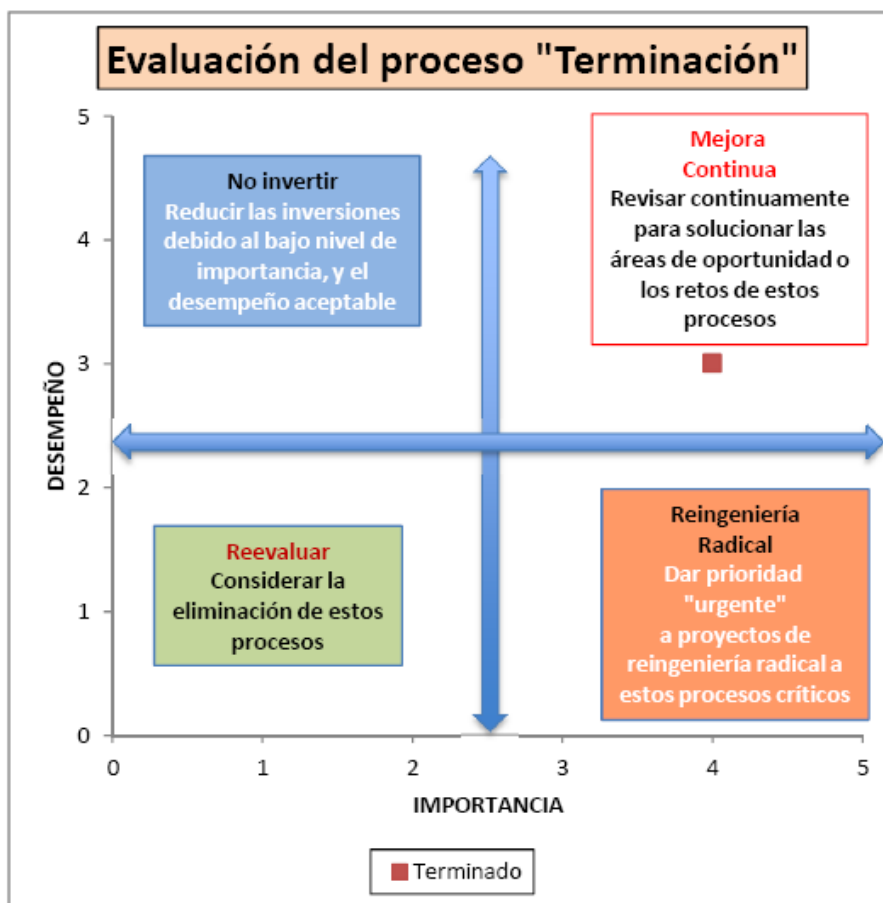 Evaluación del proceso "Terminación"
5
4
3
2
1
0
DESEMPEÑO
No invertir
Reducir las inversiones
debido al bajo nivel de
importancia, y el
desempeño aceptable
Mejora
Continua
Revisar continuamente
para solucionar las
áreas de oportunidad o
los retos de estos
procesos
Reevaluar
Considerar la
eliminación de estos
procesos
Reingeniería
Radical
Dar prioridad
"urgente"
a proyectos de
reingeniería radical a
estos procesos críticos
0 1 2 3 4 5
IMPORTANCIA
Terminado